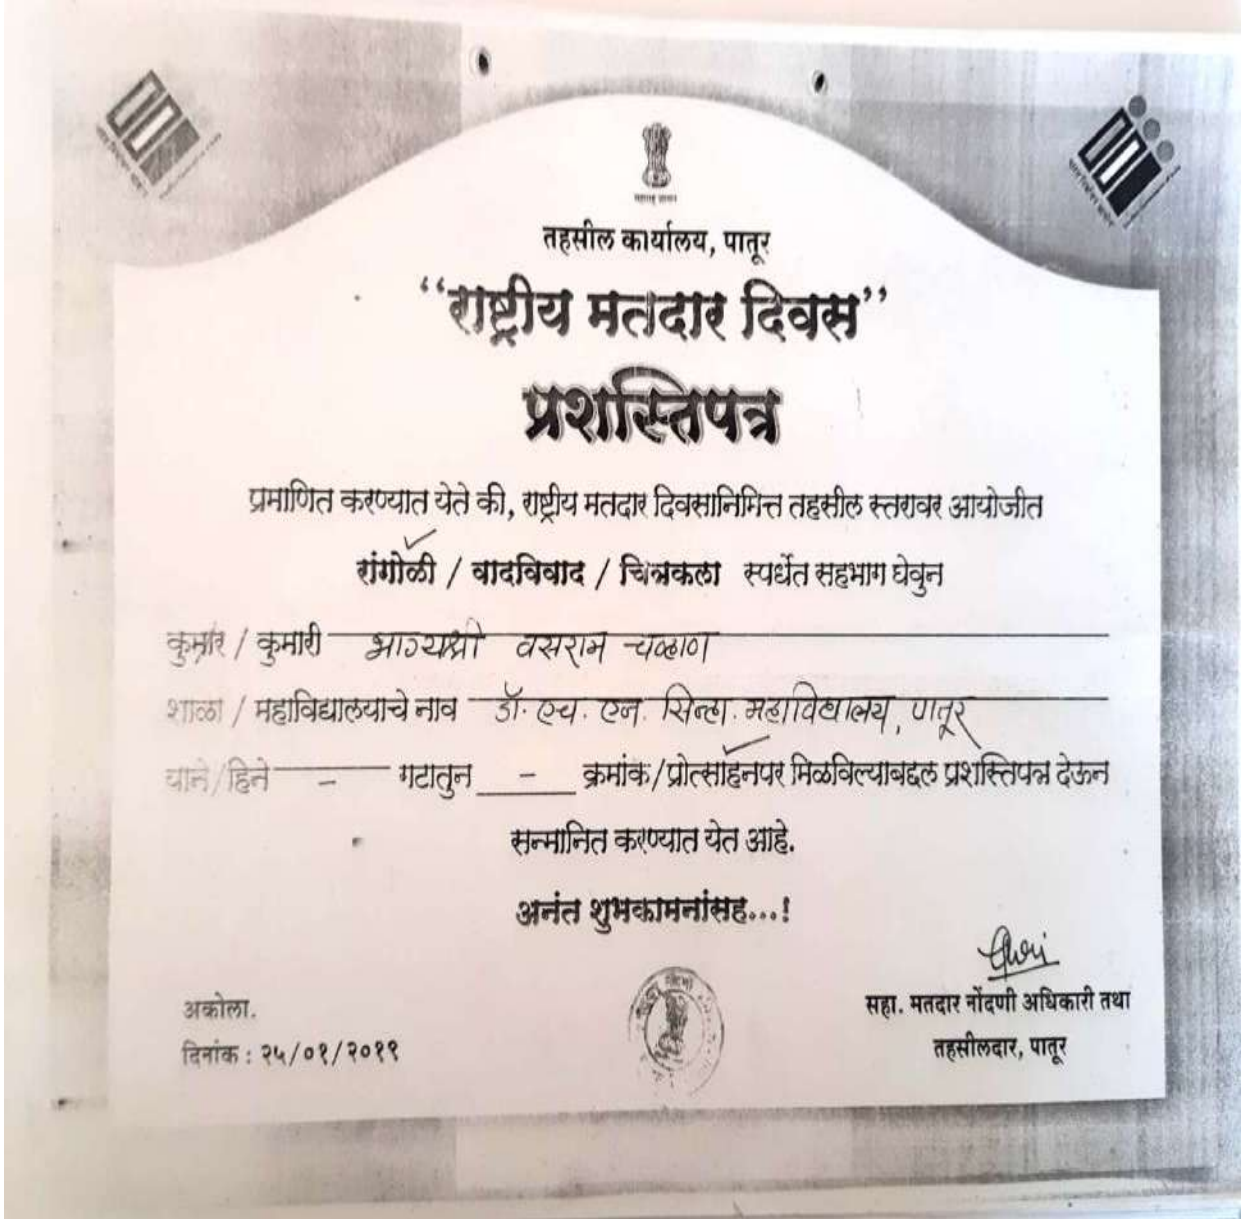 महाराष्ट्र शासन
तहसील कार्यालय, पातूर
“राष्ट्रीय मतदार दिवस”
प्रशस्तिपत्र
प्रमाणित करण्यात येते की, राष्ट्रीय मतदार दिवसानिमित्त तहसील स्तरावर आयोजीत
रांगोळी / वादविवाद / चित्रकला स्पर्धेत सहभाग घेवुन
कुमार / कुमारी भाग्यश्री वसराम चव्हाण
शाळा / महाविद्यालयाचे नाव डॉ. एच. एन. सिन्हा. महाविद्यालय, पातूर
याने/हिने - गटातुन - क्रमांक/प्रोत्साहनपर मिळविल्याबद्दल प्रशस्तिपत्र देऊन
सन्मानित करण्यात येत आहे.
अनंत शुभकामनांसह...!
सहा. मतदार नोंदणी अधिकारी तथा
तहसीलदार, पातूर
अकोला.
दिनांक : २५/०१/२०१९